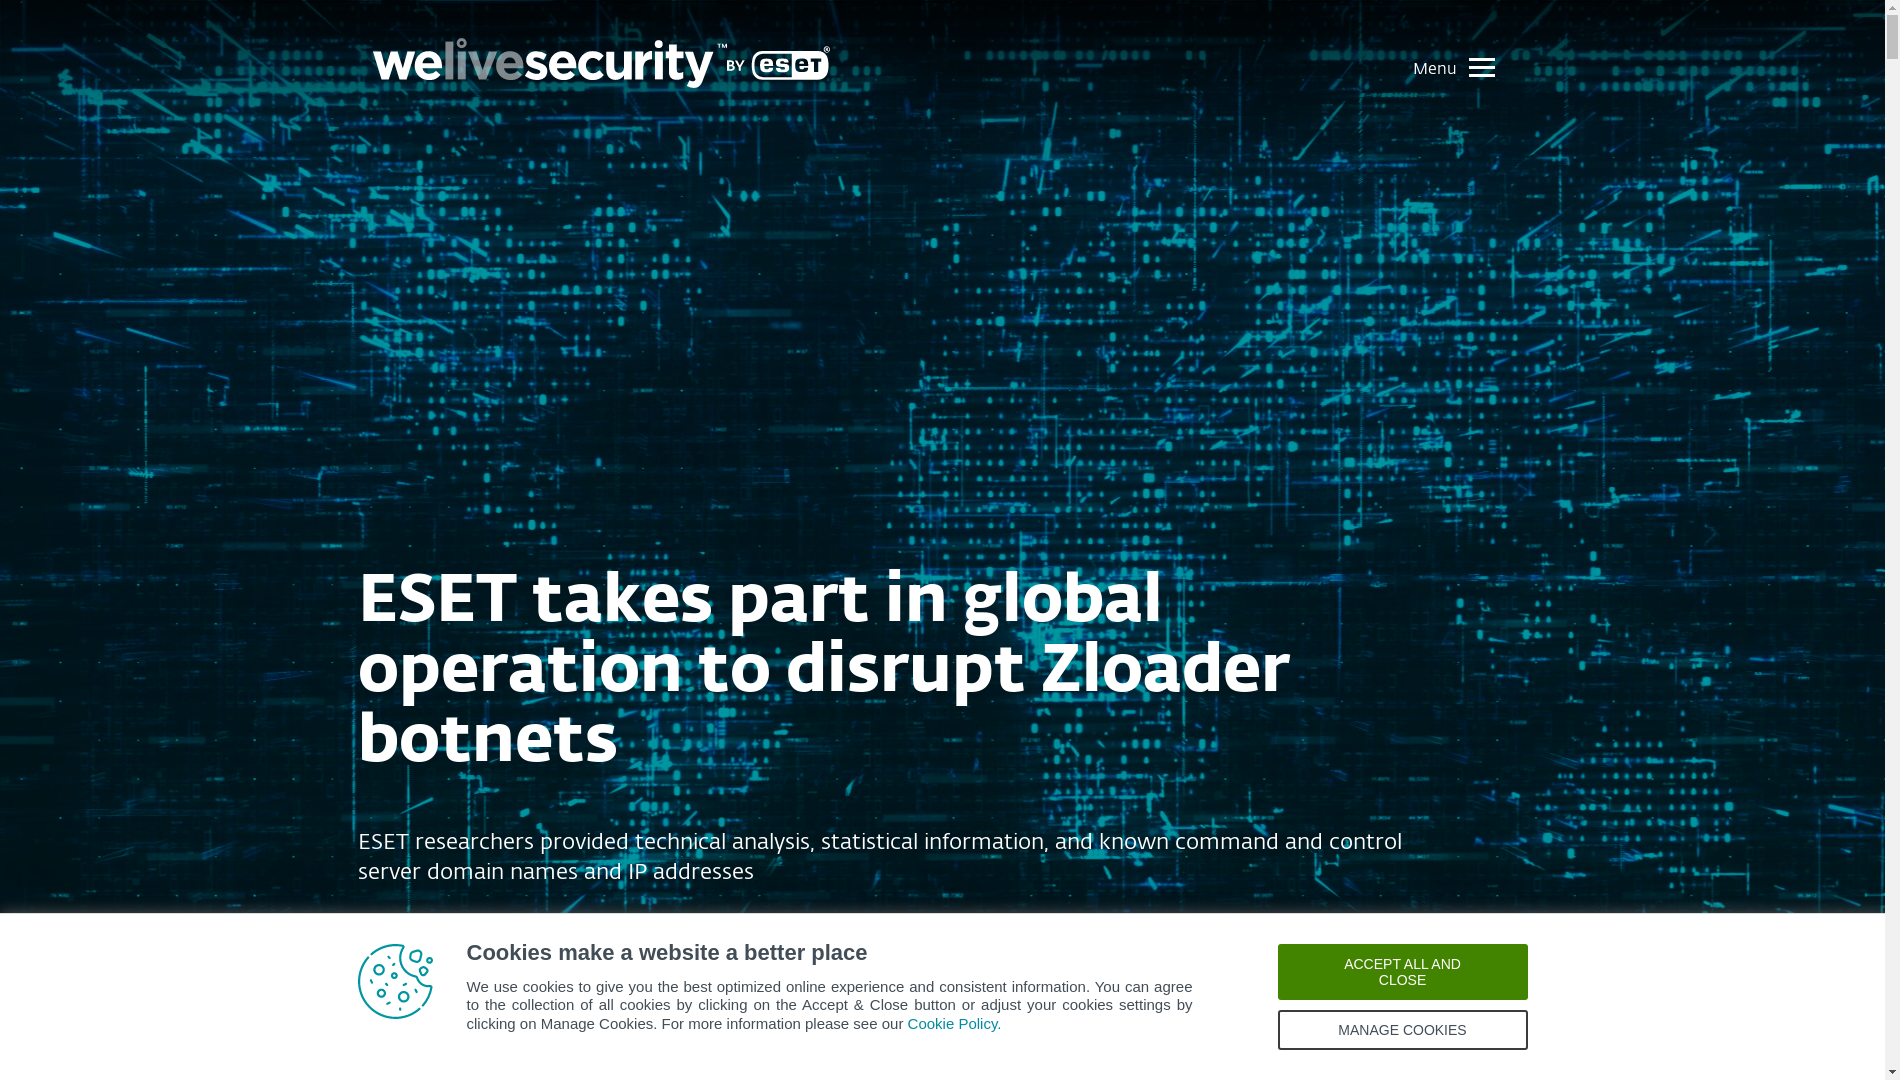 welivesecurity™ BY eset®
Menu
ESET takes part in global
operation to disrupt Zloader
botnets
ESET researchers provided technical analysis, statistical information, and known command and control
server domain names and IP addresses
Cookies make a website a better place
We use cookies to give you the best optimized online experience and consistent information. You can agree
to the collection of all cookies by clicking on the Accept & Close button or adjust your cookies settings by
clicking on Manage Cookies. For more information please see our Cookie Policy.
ACCEPT ALL AND
CLOSE
MANAGE COOKIES